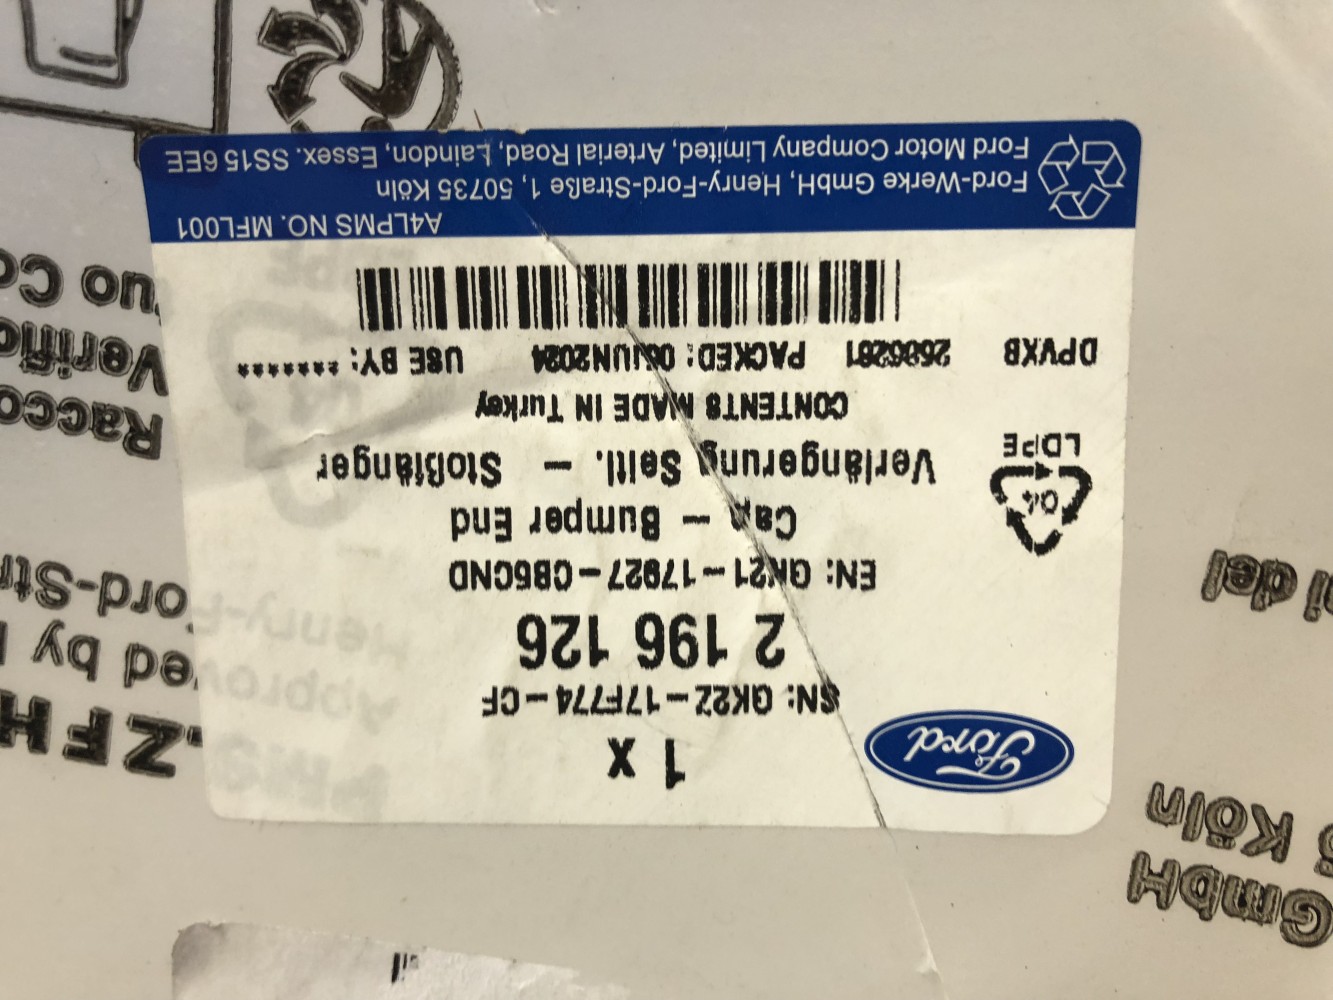 Ford
1 x
SN: GK2Z-17F774-CF
2 196 126
EN: GK21-17927-CB5GND
Cap - Bumper End
Verlängerung Seitl. - Stoßfänger
CONTENTS MADE IN Turkey
04
LDPE
DPVXB 2686281 PACKED: 06JUN2024 USE BY: *******
A4LPMS NO. MFL001
Ford-Werke GmbH, Henry-Ford-Straße 1, 50735 Köln
Ford Motor Company Limited, Arterial Road, Laindon, Essex. SS15 6EE
GmbH
Köln
del
.ZFH
Approved by
Henry-Ford-Str
Racco
Verific
uo Co